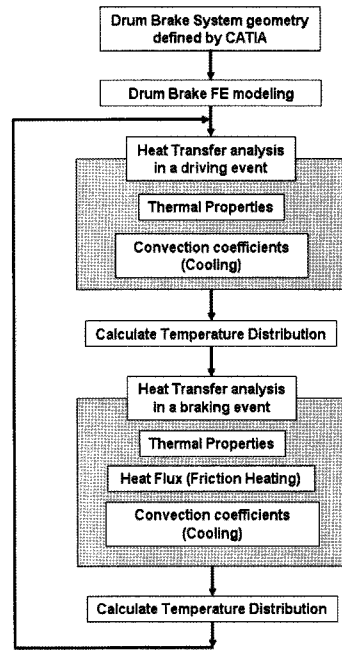 Drum Brake System geometry
defined by CATIA
Drum Brake FE modeling
Heat Transfer analysis
in a driving event
Thermal Properties
Convection coefficients
(Cooling)
Calculate Temperature Distribution
Heat Transfer analysis
in a braking event
Thermal Properties
Heat Flux (Friction Heating)
Convection coefficients
(Cooling)
Calculate Temperature Distribution